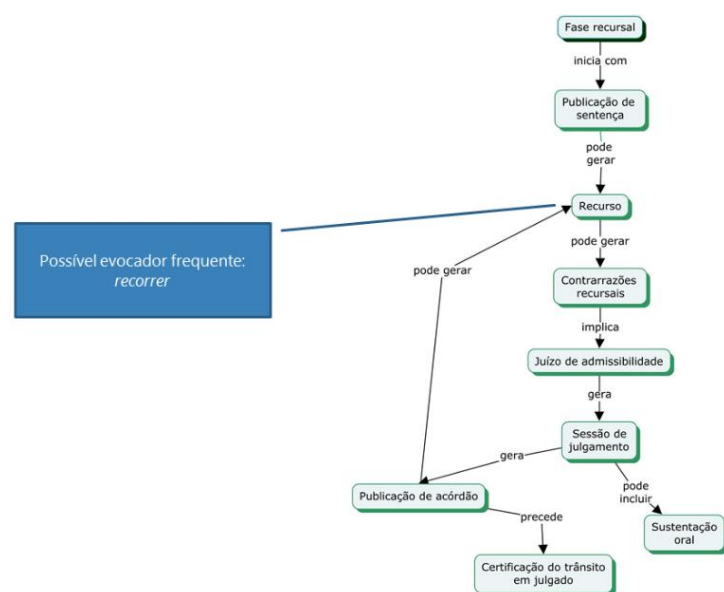 Fase recursal
inicia com
Publicação de
sentença
pode
gerar
Recurso
Possível evocador frequente:
recorrer
pode gerar
pode gerar
Contrarrazões
recursais
implica
Juízo de admissibilidade
gera
Sessão de
julgamento
gera
pode
incluir
Publicação de acórdão
precede
Sustentação
oral
Certificação do trânsito
em julgado